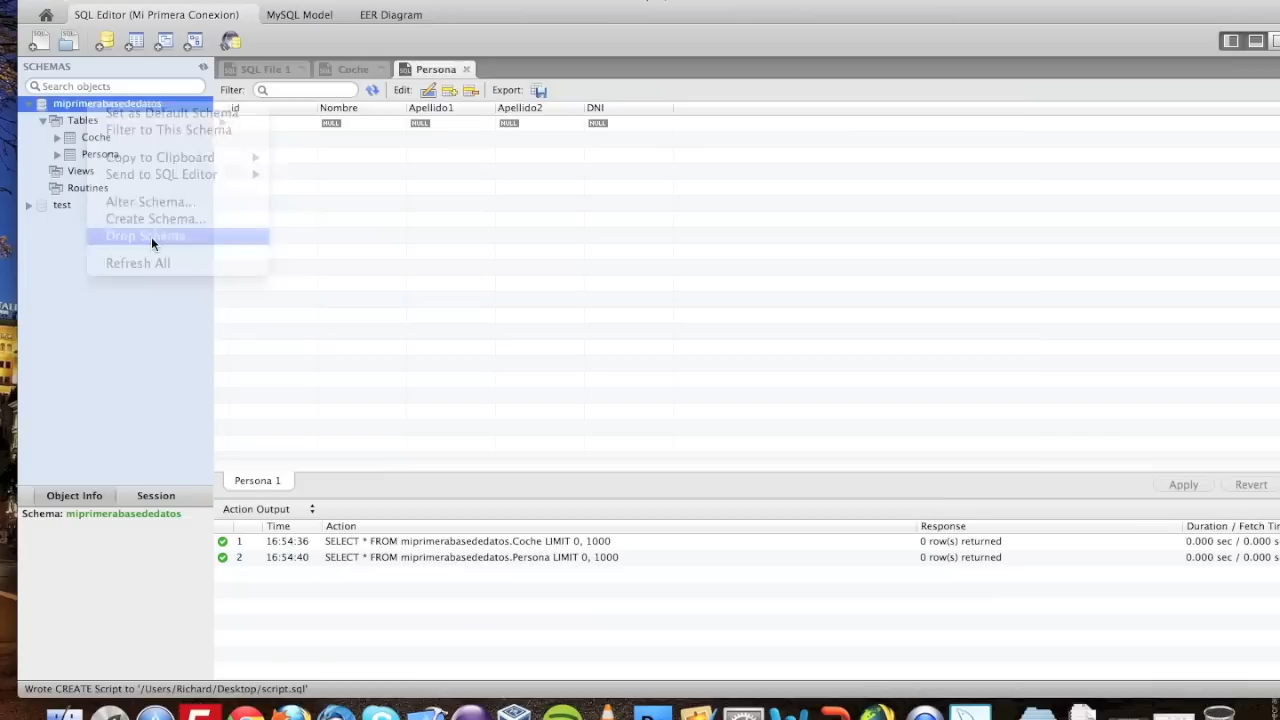 SQL Editor (Mi Primera Conexion) MySQL Model EER Diagram
SCHEMAS
Search objects
miprimerabasededatos
Tables
Coche
Persona
Views
Routines
test
Set as Default Schema
Filter to This Schema
Copy to Clipboard
Send to SQL Editor
Alter Schema...
Create Schema...
Drop Schema...
Refresh All
SQL File 1 Coche Persona
Filter: Edit: Export:
id Nombre Apellido1 Apellido2 DNI
NULL NULL NULL NULL
Persona 1 Apply Revert
Object Info Session
Schema: miprimerabasededatos
Action Output
Time Action Response Duration / Fetch Tim
1 16:54:36 SELECT * FROM miprimerabasededatos.Coche LIMIT 0, 1000 0 row(s) returned 0.000 sec / 0.000 s
2 16:54:40 SELECT * FROM miprimerabasededatos.Persona LIMIT 0, 1000 0 row(s) returned 0.000 sec / 0.000 s
Wrote CREATE Script to '/Users/Richard/Desktop/script.sql'